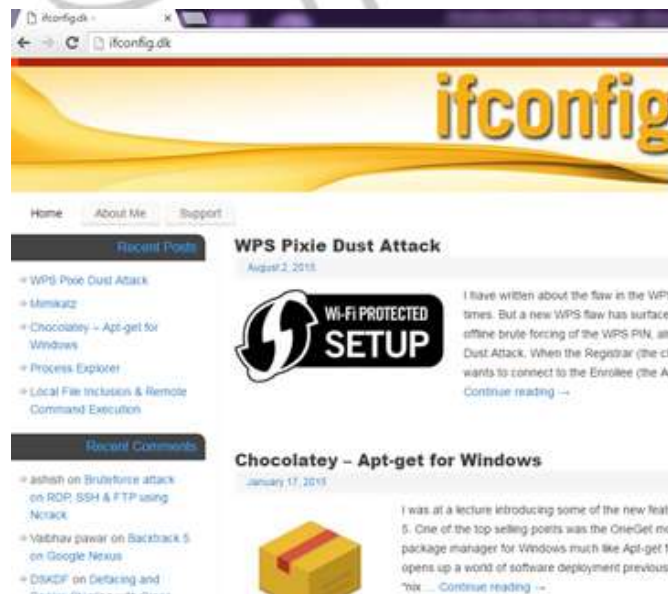 ifconfig.dk -
ifconfig.dk
ifconfig
Home
About Me
Support
Recent Posts
WPS Pixie Dust Attack
Mimikatz
Chocolatey – Apt-get for
Windows
Process Explorer
Local File Inclusion & Remote
Command Execution
Recent Comments
ashish on Bruteforce attack
on RDP, SSH & FTP using
Ncrack
Vaibhav pawar on Backtrack 5
on Google Nexus
DSKDF on Defacing and
WPS Pixie Dust Attack
August 2, 2015
Wi-Fi PROTECTED
SETUP
I have written about the flaw in the WPS
times. But a new WPS flaw has surface
offline brute forcing of the WPS PIN, al
Dust Attack. When the Registrar (the cl
wants to connect to the Enrollee (the A
Continue reading →
Chocolatey – Apt-get for Windows
January 17, 2015
I was at a lecture introducing some of the new feat
5. One of the top selling points was the OneGet mo
package manager for Windows much like Apt-get f
opens up a world of software deployment previous
*nix ... Continue reading →